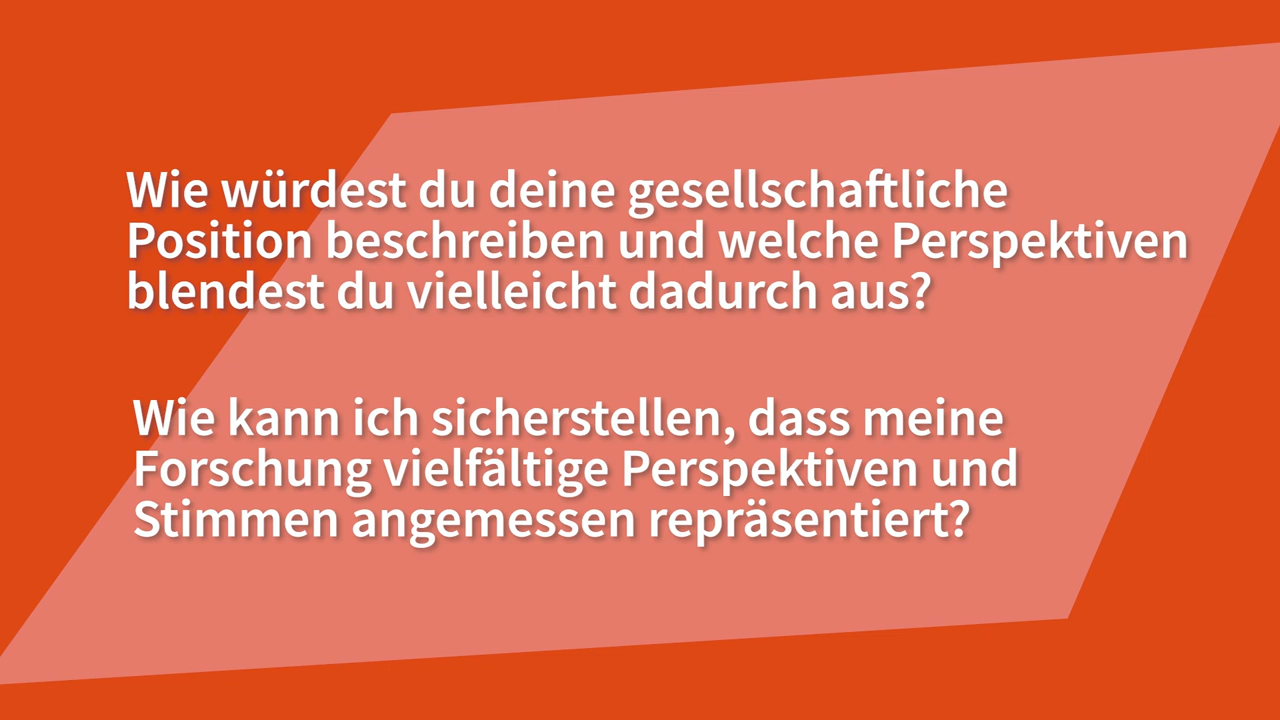 Wie würdest du deine gesellschaftliche
Position beschreiben und welche Perspektiven
blendest du vielleicht dadurch aus?
Wie kann ich sicherstellen, dass meine
Forschung vielfältige Perspektiven und
Stimmen angemessen repräsentiert?